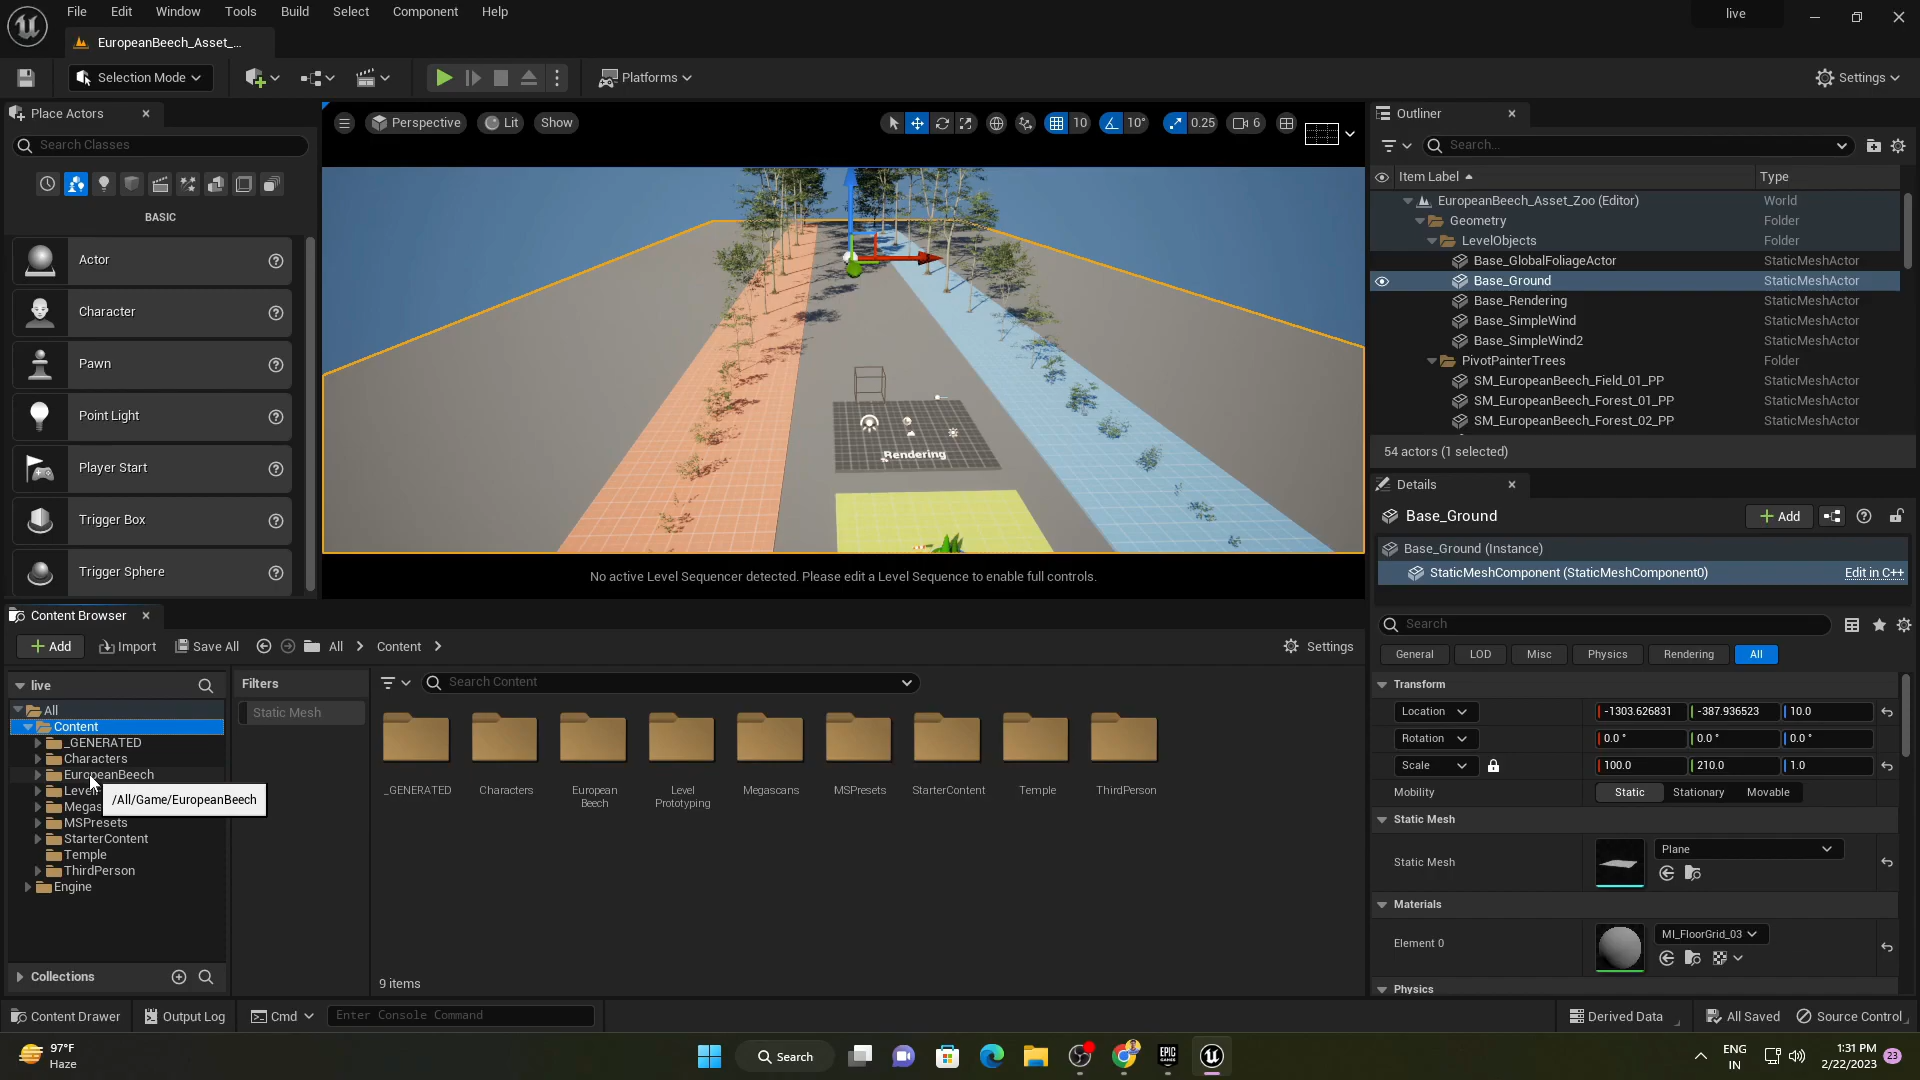 File Edit Window Tools Build Select Component Help
live
EuropeanBeech_Asset_...
Selection Mode
Platforms
Settings
Place Actors
Search Classes
BASIC
Actor
Character
Pawn
Point Light
Player Start
Trigger Box
Trigger Sphere
Perspective Lit Show
10 10° 0.25 6
Rendering
No active Level Sequencer detected. Please edit a Level Sequence to enable full controls.
Outliner
Search...
Item Label Type
EuropeanBeech_Asset_Zoo (Editor) World
Geometry Folder
LevelObjects Folder
Base_GlobalFoliageActor StaticMeshActor
Base_Ground StaticMeshActor
Base_Rendering StaticMeshActor
Base_SimpleWind StaticMeshActor
Base_SimpleWind2 StaticMeshActor
PivotPainterTrees Folder
SM_EuropeanBeech_Field_01_PP StaticMeshActor
SM_EuropeanBeech_Forest_01_PP StaticMeshActor
SM_EuropeanBeech_Forest_02_PP StaticMeshActor
54 actors (1 selected)
Details
Base_Ground
Add
Base_Ground (Instance)
StaticMeshComponent (StaticMeshComponent0) Edit in C++
Search
General LOD Misc Physics Rendering All
Transform
Location -1303.626831 -387.936523 10.0
Rotation 0.0 ° 0.0 ° 0.0 °
Scale 100.0 210.0 1.0
Mobility Static Stationary Movable
Static Mesh
Static Mesh Plane
Materials
Element 0 MI_FloorGrid_03
Physics
Content Browser
Add Import Save All All Content Settings
live
All
Content
_GENERATED
Characters
EuropeanBeech
Level
Megas
MSPresets
StarterContent
Temple
ThirdPerson
Engine
/All/Game/EuropeanBeech
Collections
Filters
Static Mesh
Search Content
_GENERATED Characters European Beech Level Prototyping Megascans MSPresets StarterContent Temple ThirdPerson
9 items
Content Drawer Output Log Cmd Enter Console Command Derived Data All Saved Source Control
97°F
Haze
Search
EPIC GAMES
ENG
IN
1:31 PM
2/22/2023
23